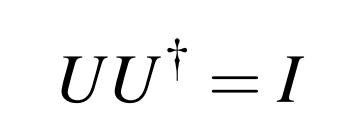 UU† = I